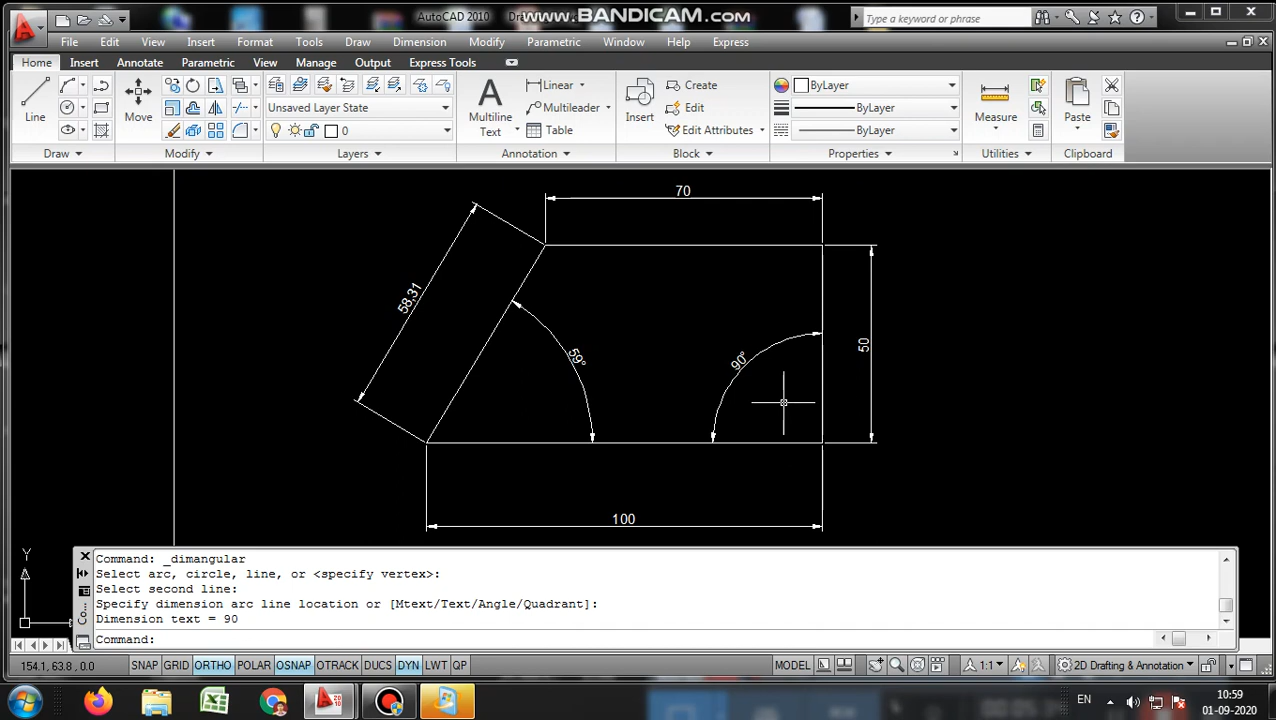 AutoCAD 2010
www.BANDICAM.com
Type a keyword or phrase
File Edit View Insert Format Tools Draw Dimension Modify Parametric Window Help Express
Home Insert Annotate Parametric View Manage Output Express Tools
Line
Move
Unsaved Layer State
0
Multiline Text
Linear
Multileader
Table
Insert
Create
Edit
Edit Attributes
ByLayer
ByLayer
ByLayer
Measure
Paste
Draw Modify Layers Annotation Block Properties Utilities Clipboard
70
58,31
59°
90°
50
100
Y
Co...
Command: _dimangular
Select arc, circle, line, or <specify vertex>:
Select second line:
Specify dimension arc line location or [Mtext/Text/Angle/Quadrant]:
Dimension text = 90
Command:
154.1, 63.8 , 0.0 SNAP GRID ORTHO POLAR OSNAP OTRACK DUCS DYN LWT QP MODEL 1:1 2D Drafting & Annotation
EN 10:59
01-09-2020